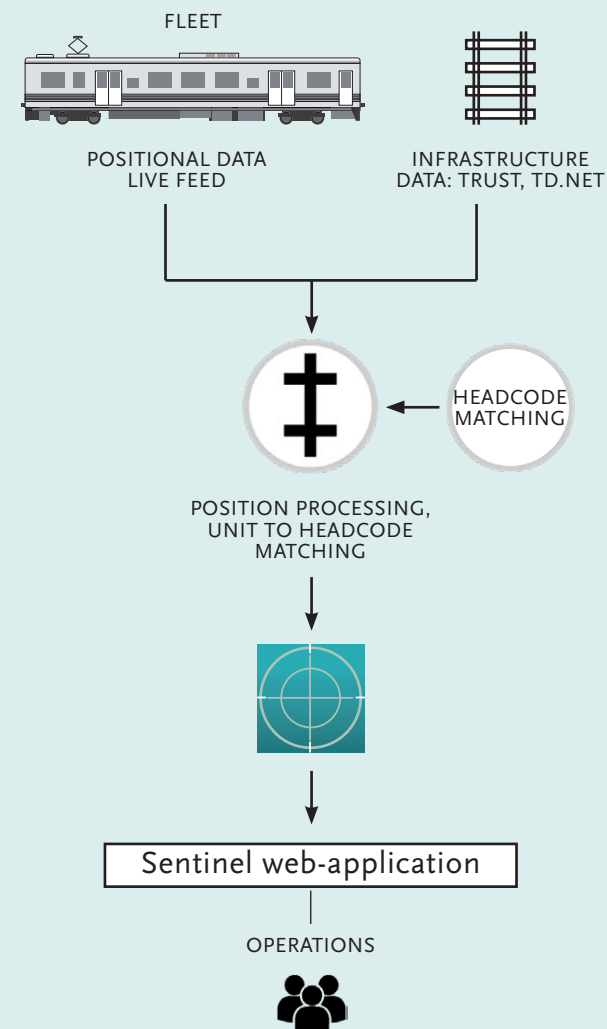 FLEET
POSITIONAL DATA
LIVE FEED
INFRASTRUCTURE
DATA: TRUST, TD.NET
HEADCODE
MATCHING
POSITION PROCESSING,
UNIT TO HEADCODE
MATCHING
Sentinel web-application
OPERATIONS